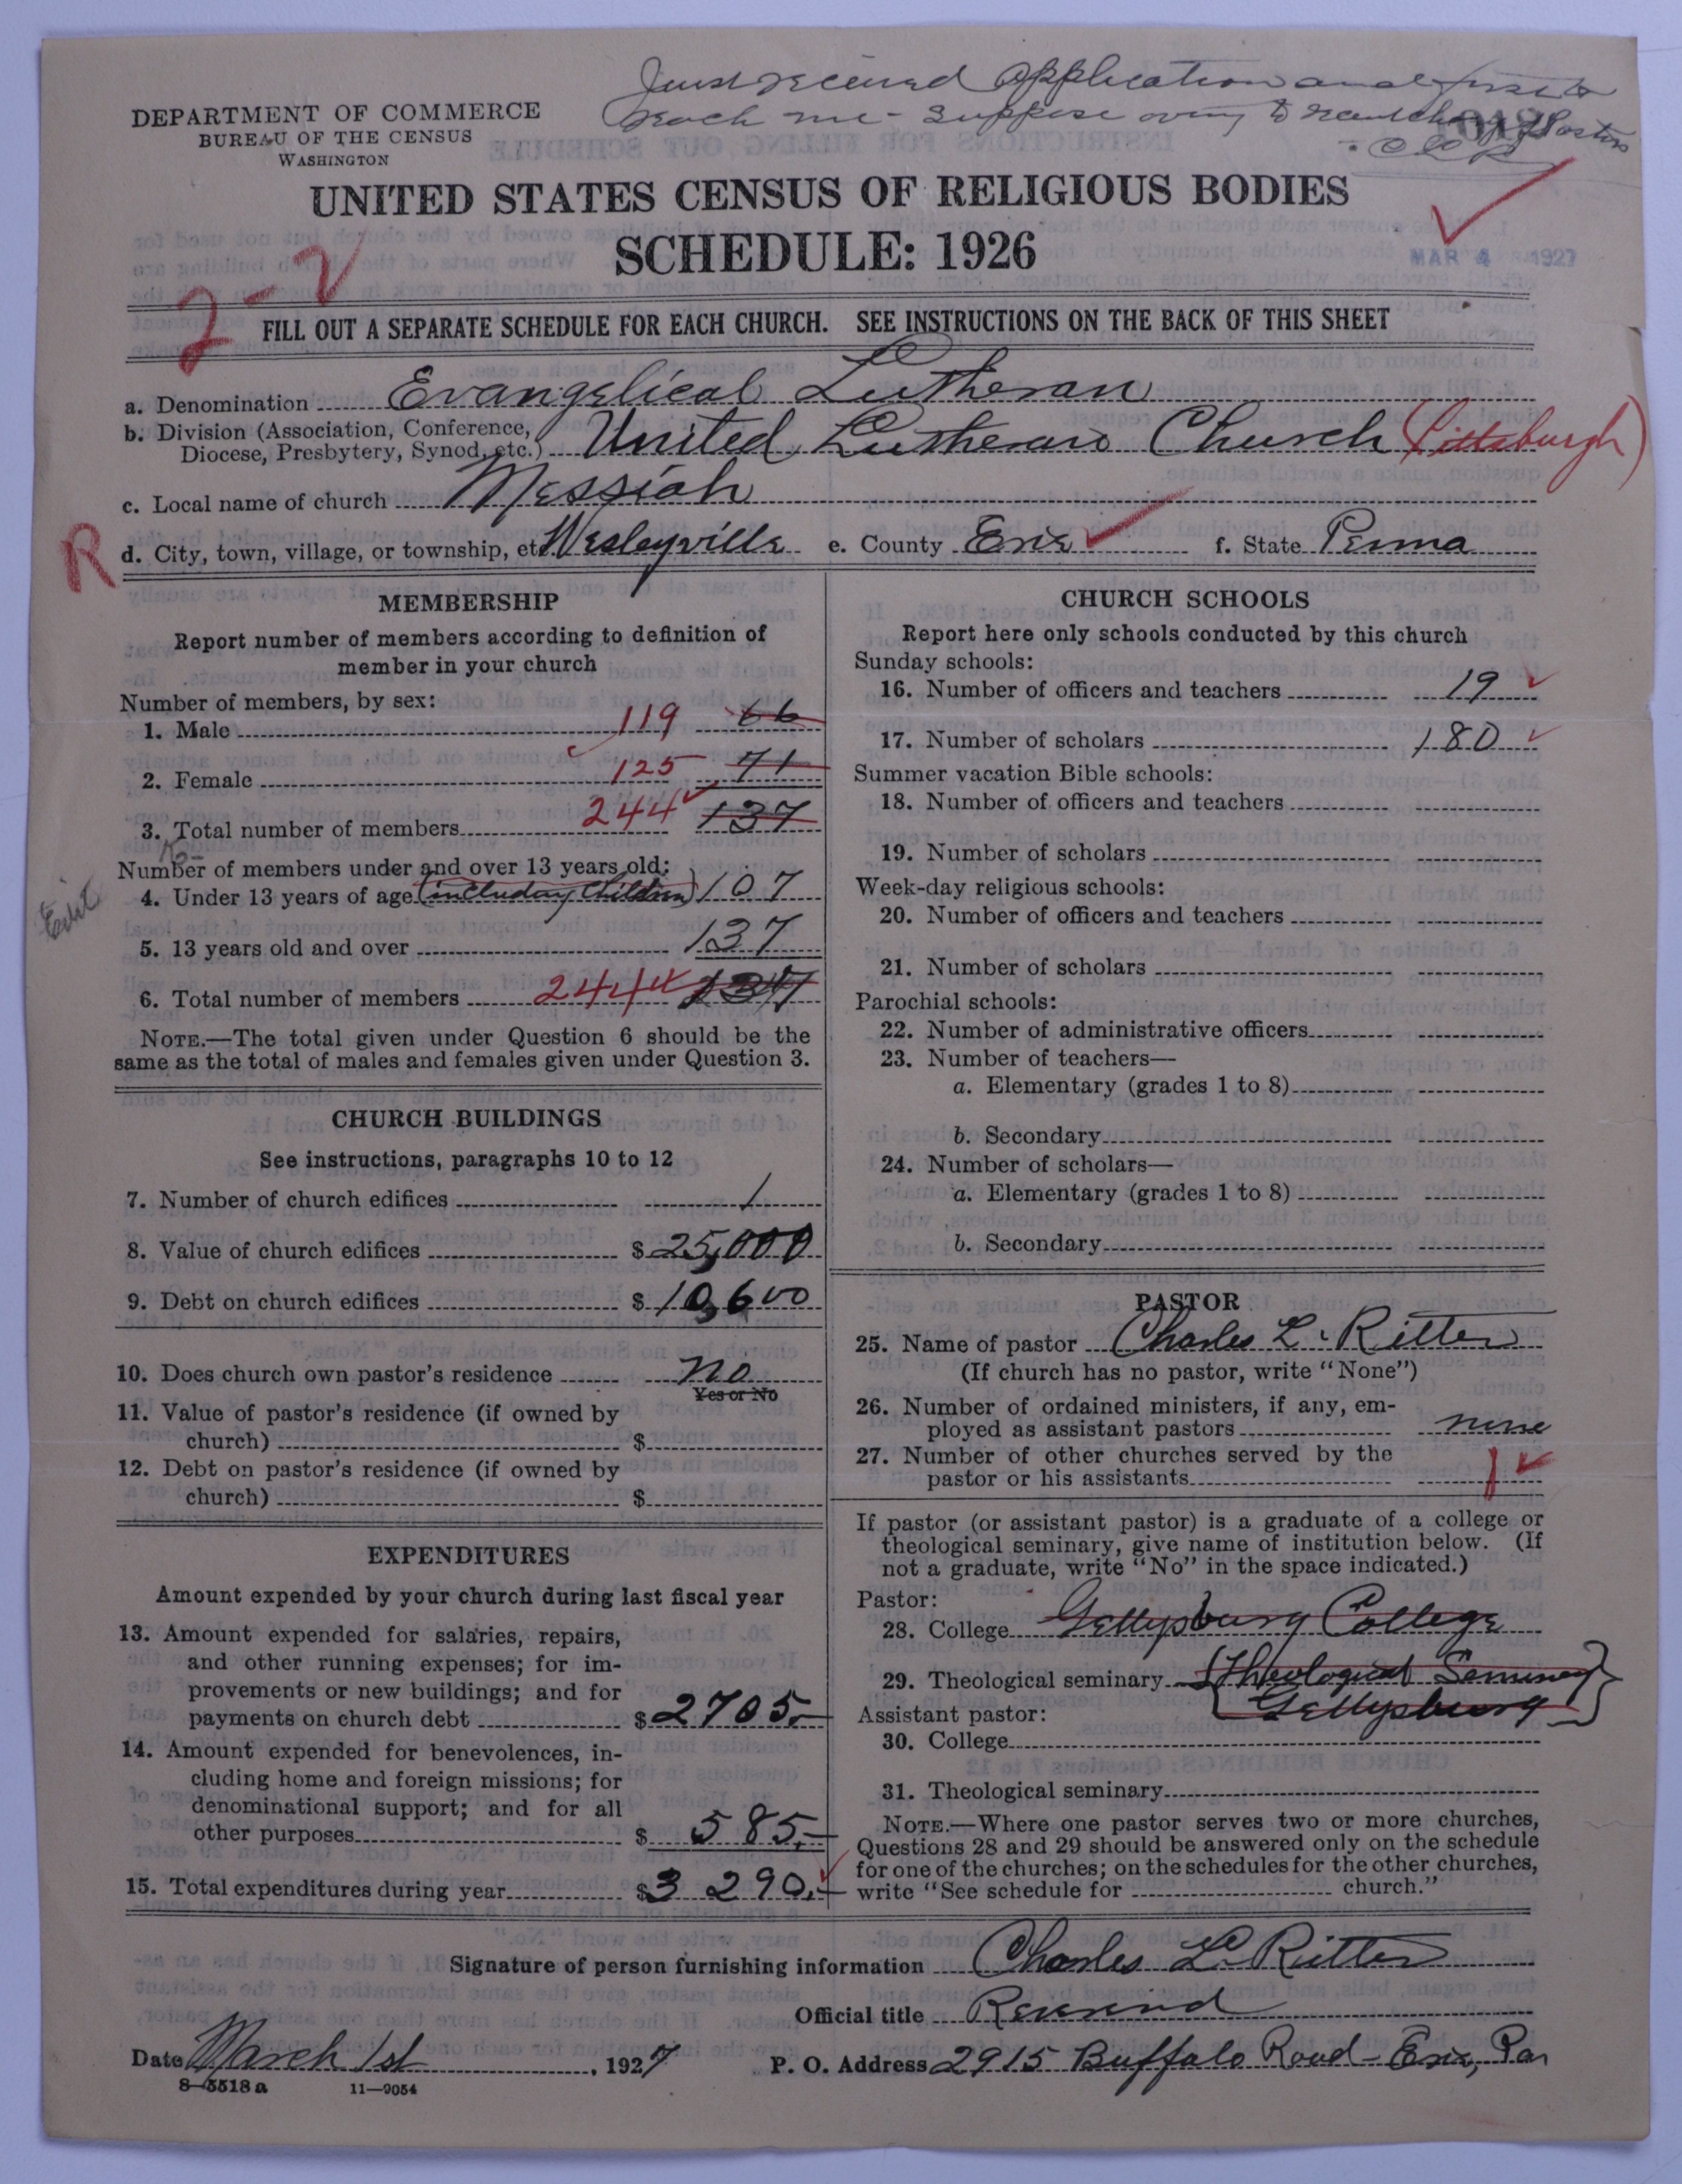 Just received application and first to
reach me - Suppose owing to recent change of Pastors
C L R
DEPARTMENT OF COMMERCE
BUREAU OF THE CENSUS
WASHINGTON
UNITED STATES CENSUS OF RELIGIOUS BODIES
SCHEDULE: 1926
MAR 4 1927
2-2
FILL OUT A SEPARATE SCHEDULE FOR EACH CHURCH. SEE INSTRUCTIONS ON THE BACK OF THIS SHEET
a. Denomination Evangelical Lutheran
b. Division (Association, Conference, Diocese, Presbytery, Synod, etc.) United Lutheran Church (Pittsburgh)
c. Local name of church Messiah
R
d. City, town, village, or township, etc. Wesleyville e. County Erie f. State Penna
MEMBERSHIP
Report number of members according to definition of
member in your church
Number of members, by sex:
1. Male 119 66
2. Female 125 71
3. Total number of members 244 137
Number of members under and over 13 years old:
4. Under 13 years of age (including Children) 107
Edit
5. 13 years old and over 137
6. Total number of members 244
NOTE.—The total given under Question 6 should be the
same as the total of males and females given under Question 3.
CHURCH BUILDINGS
See instructions, paragraphs 10 to 12
7. Number of church edifices 1
8. Value of church edifices $25,000
9. Debt on church edifices $10,600
10. Does church own pastor's residence No
Yes or No
11. Value of pastor's residence (if owned by
church) $
12. Debt on pastor's residence (if owned by
church) $
EXPENDITURES
Amount expended by your church during last fiscal year
13. Amount expended for salaries, repairs,
and other running expenses; for im-
provements or new buildings; and for
payments on church debt $2705.-
14. Amount expended for benevolences, in-
cluding home and foreign missions; for
denominational support; and for all
other purposes $585.-
15. Total expenditures during year $3290.-
CHURCH SCHOOLS
Report here only schools conducted by this church
Sunday schools:
16. Number of officers and teachers 19
17. Number of scholars 180
Summer vacation Bible schools:
18. Number of officers and teachers
19. Number of scholars
Week-day religious schools:
20. Number of officers and teachers
21. Number of scholars
Parochial schools:
22. Number of administrative officers
23. Number of teachers—
a. Elementary (grades 1 to 8)
b. Secondary
24. Number of scholars—
a. Elementary (grades 1 to 8)
b. Secondary
PASTOR
25. Name of pastor Charles L. Ritter
(If church has no pastor, write "None")
26. Number of ordained ministers, if any, em-
ployed as assistant pastors none
27. Number of other churches served by the
pastor or his assistants 1
If pastor (or assistant pastor) is a graduate of a college or
theological seminary, give name of institution below. (If
not a graduate, write "No" in the space indicated.)
Pastor:
28. College Gettysburg College
29. Theological seminary {Theological Seminary
Gettysburg}
Assistant pastor:
30. College
31. Theological seminary
NOTE.—Where one pastor serves two or more churches,
Questions 28 and 29 should be answered only on the schedule
for one of the churches; on the schedules for the other churches,
write "See schedule for church."
Signature of person furnishing information Charles L. Ritter
Official title Reverend
Date March 1st, 1927 P. O. Address 2915 Buffalo Road - Erie, Pa
8-5518 a 11-9054